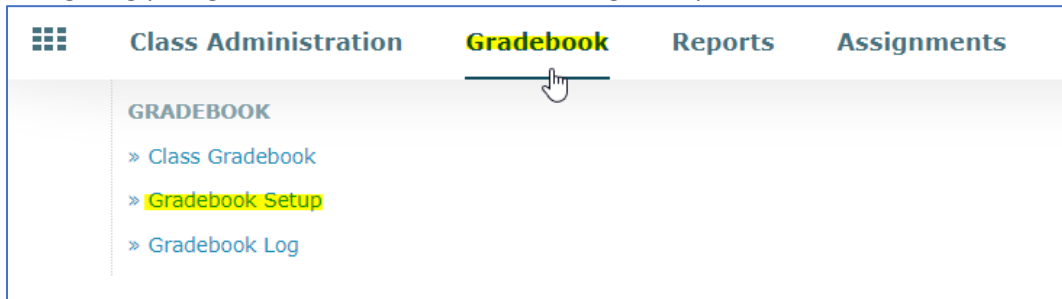 Class Administration Gradebook Reports Assignments
GRADEBOOK
» Class Gradebook
» Gradebook Setup
» Gradebook Log